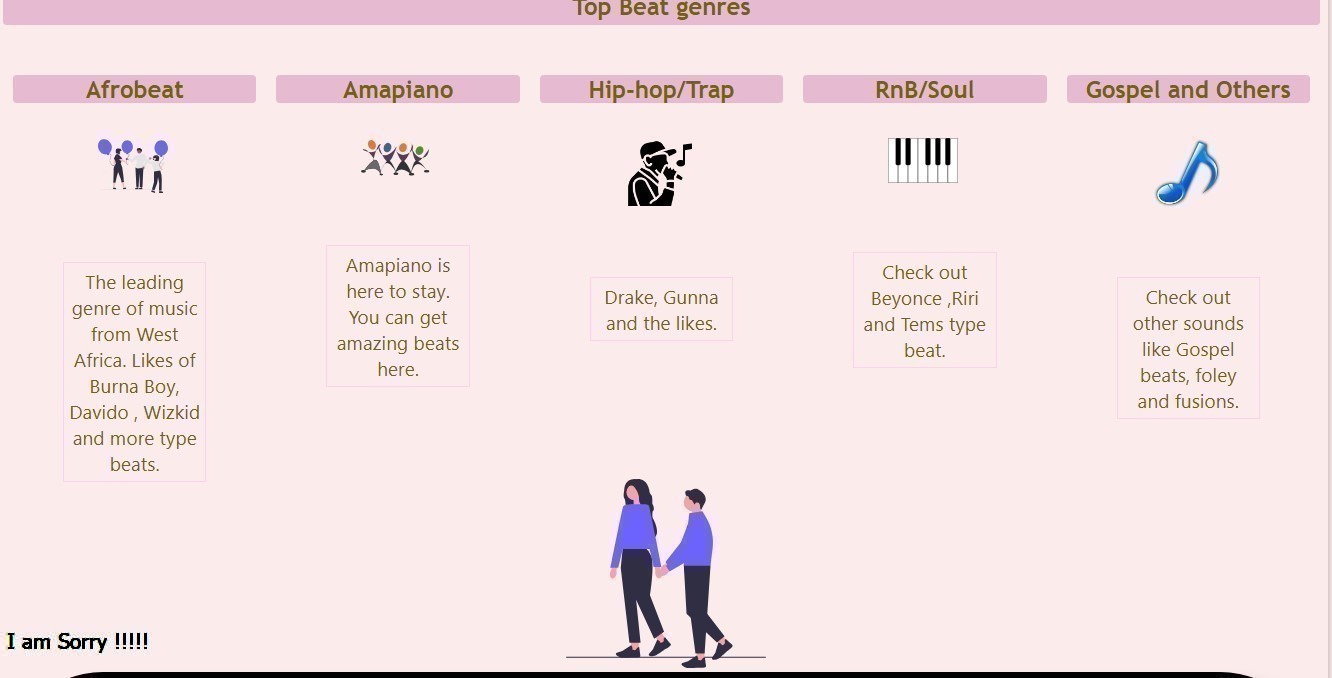 Top Beat genres
Afrobeat
Amapiano
Hip-hop/Trap
RnB/Soul
Gospel and Others
The leading
genre of music
from West
Africa. Likes of
Burna Boy,
Davido , Wizkid
and more type
beats.
Amapiano is
here to stay.
You can get
amazing beats
here.
Drake, Gunna
and the likes.
Check out
Beyonce ,Riri
and Tems type
beat.
Check out
other sounds
like Gospel
beats, foley
and fusions.
I am Sorry !!!!!